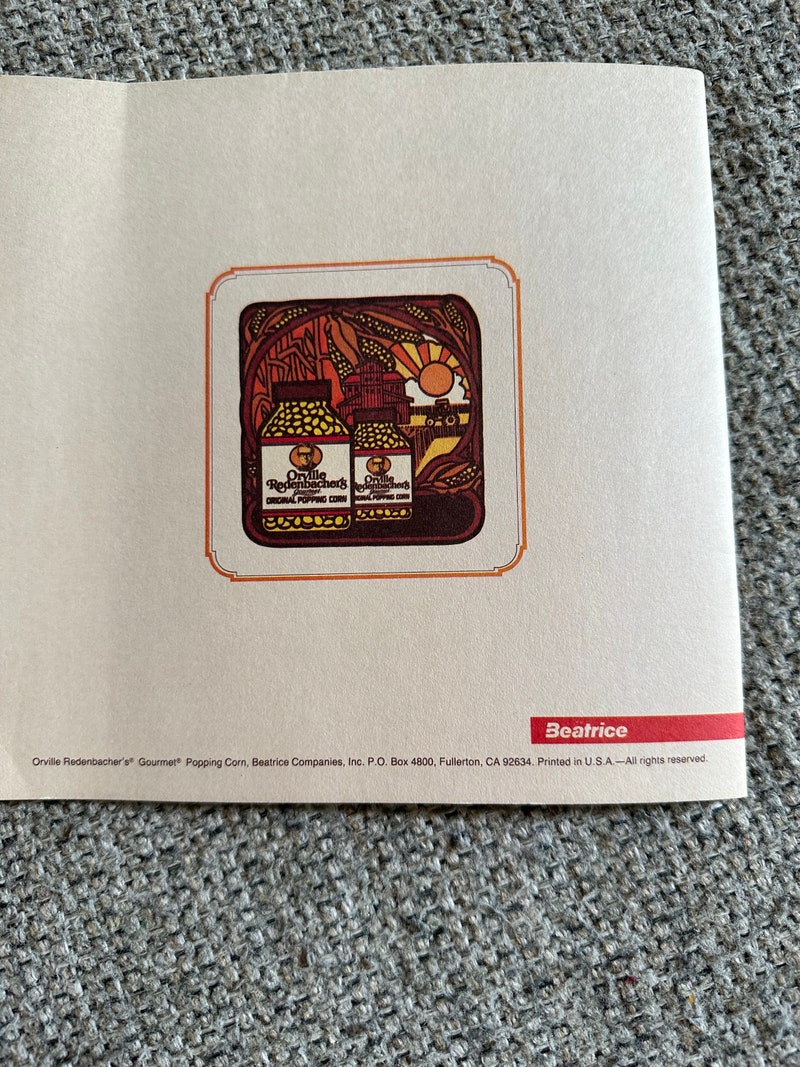 Orville
Redenbacher's
Gourmet
ORIGINAL POPPING CORN
Orville
Redenbacher's
Gourmet
ORIGINAL POPPING CORN
Beatrice
Orville Redenbacher's® Gourmet® Popping Corn, Beatrice Companies, Inc. P.O. Box 4800, Fullerton, CA 92634. Printed in U.S.A.—All rights reserved.